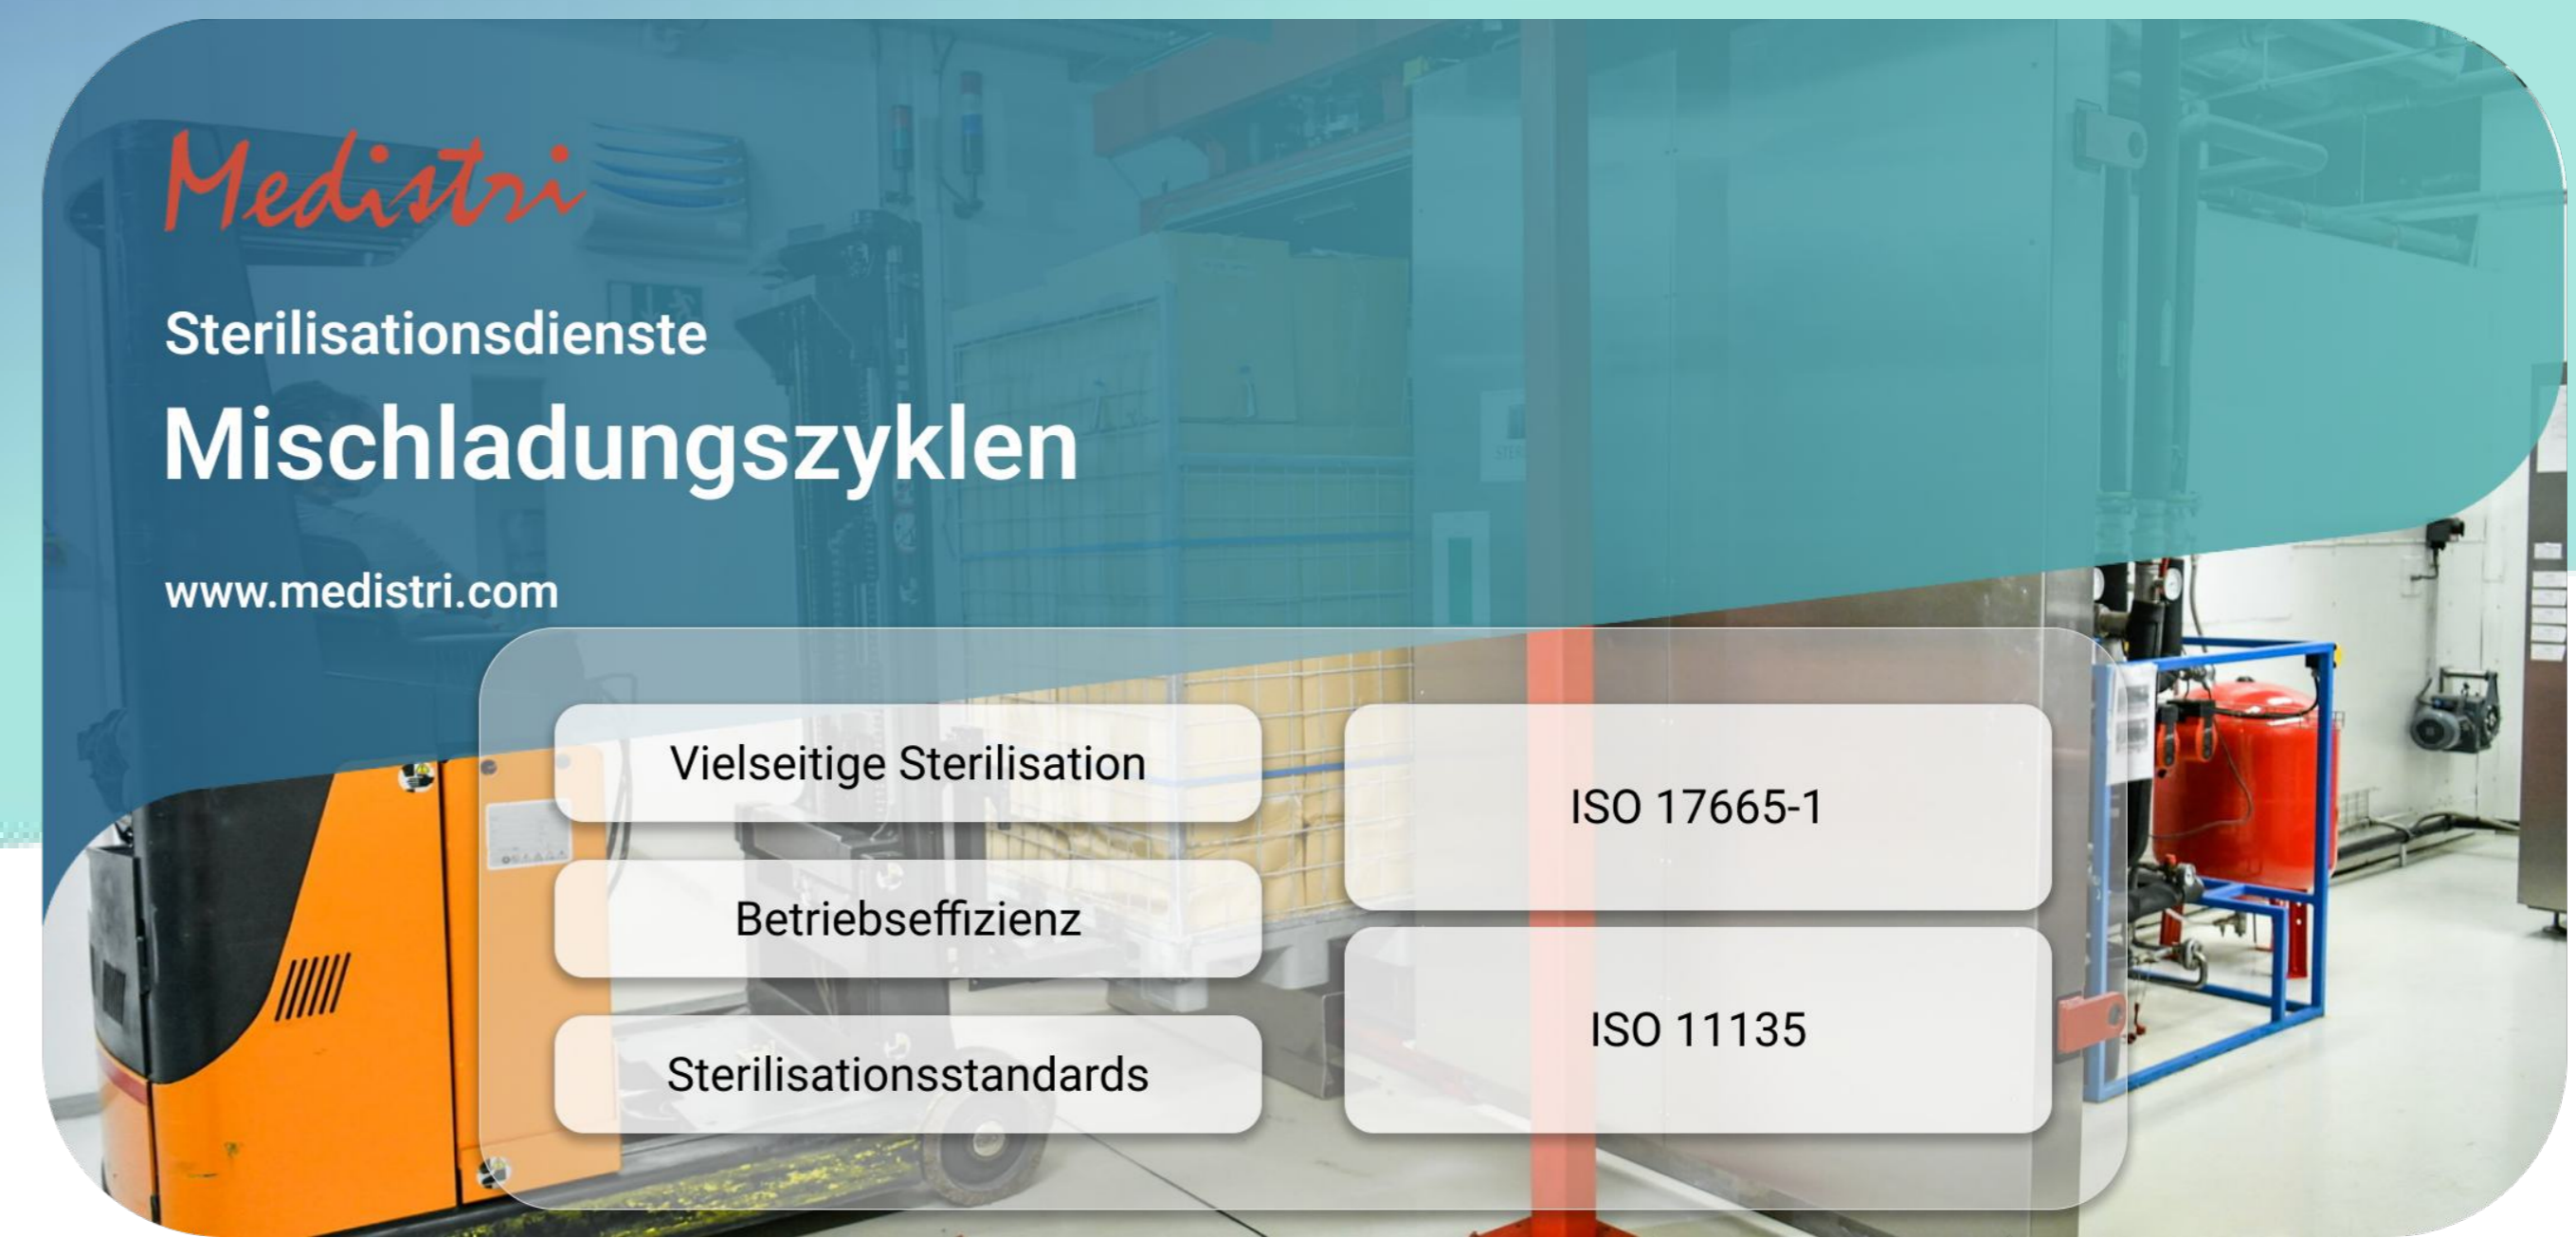 Medistri
Sterilisationsdienste
Mischladungszyklen
www.medistri.com
Vielseitige Sterilisation
Betriebseffizienz
Sterilisationsstandards
ISO 17665-1
ISO 11135